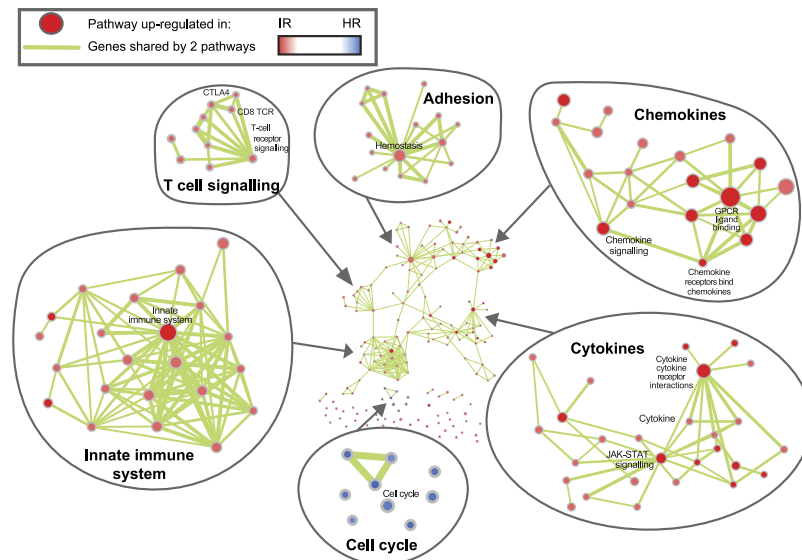 Pathway up-regulated in:
IR
HR
Genes shared by 2 pathways
CTLA4
CD8 TCR
T-cell
receptor
signalling
T cell signalling
Adhesion
Hemostasis
Chemokines
GPCR
ligand
binding
Chemokine
signalling
Chemokine
receptors bind
chemokines
Innate
immune system
Innate immune
system
Cytokines
Cytokine
cytokine
receptor
interactions
Cytokine
JAK-STAT
signalling
Cell cycle
Cell cycle